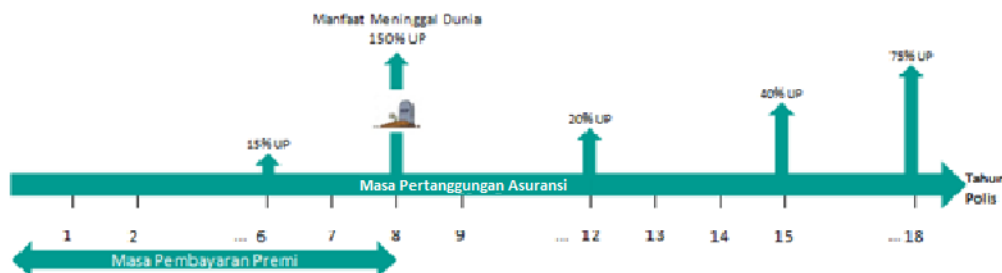 Manfaat Meninggal Dunia
150% UP
75% UP
40% UP
20% UP
15% UP
Masa Pertanggungan Asuransi
Tahun
Polis
1 2 ... 6 7 8 9 ... 12 13 14 15 ... 18
Masa Pembayaran Premi